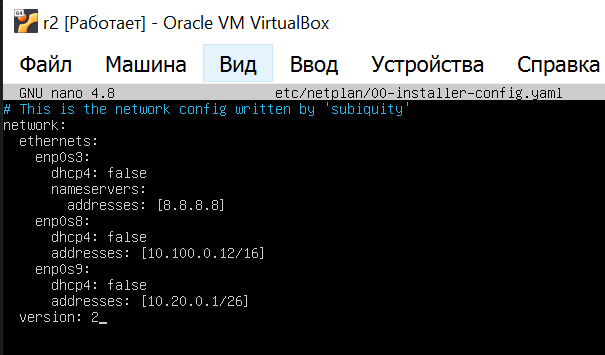 64
r2 [Работает] - Oracle VM VirtualBox
Файл Машина Вид Ввод Устройства Справка
GNU nano 4.8 etc/netplan/00-installer-config.yaml
# This is the network config written by 'subiquity'
network:
  ethernets:
    enp0s3:
      dhcp4: false
      nameservers:
        addresses: [8.8.8.8]
    enp0s8:
      dhcp4: false
      addresses: [10.100.0.12/16]
    enp0s9:
      dhcp4: false
      addresses: [10.20.0.1/26]
  version: 2_